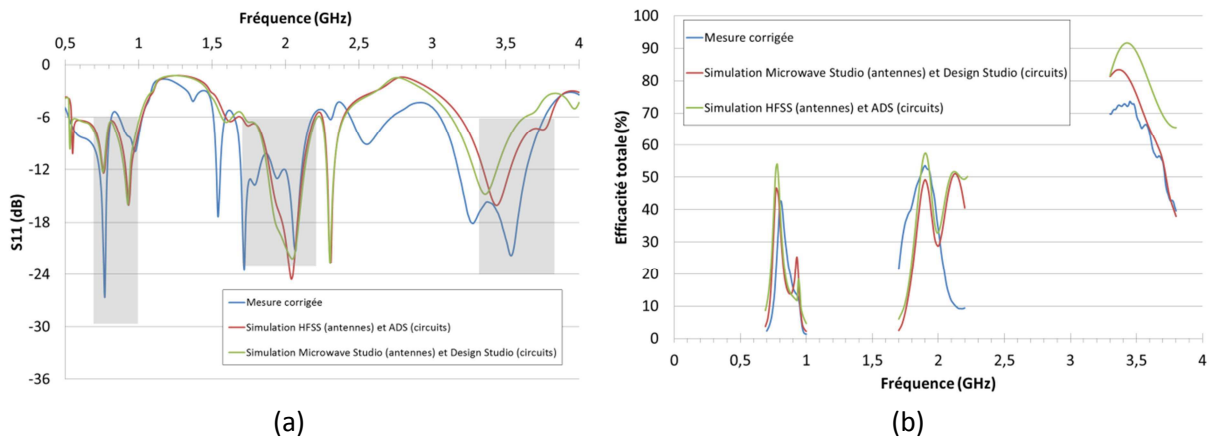 Fréquence (GHz)
0,5 1 1,5 2 2,5 3 3,5 4
0
-6
-12
-18
-24
-30
-36
S11 (dB)
Mesure corrigée
Simulation HFSS (antennes) et ADS (circuits)
Simulation Microwave Studio (antennes) et Design Studio (circuits)
(a)
100
90
80
70
60
50
40
30
20
10
0
Efficacité totale (%)
Mesure corrigée
Simulation Microwave Studio (antennes) et Design Studio (circuits)
Simulation HFSS (antennes) et ADS (circuits)
0 0,5 1 1,5 2 2,5 3 3,5 4
Fréquence (GHz)
(b)